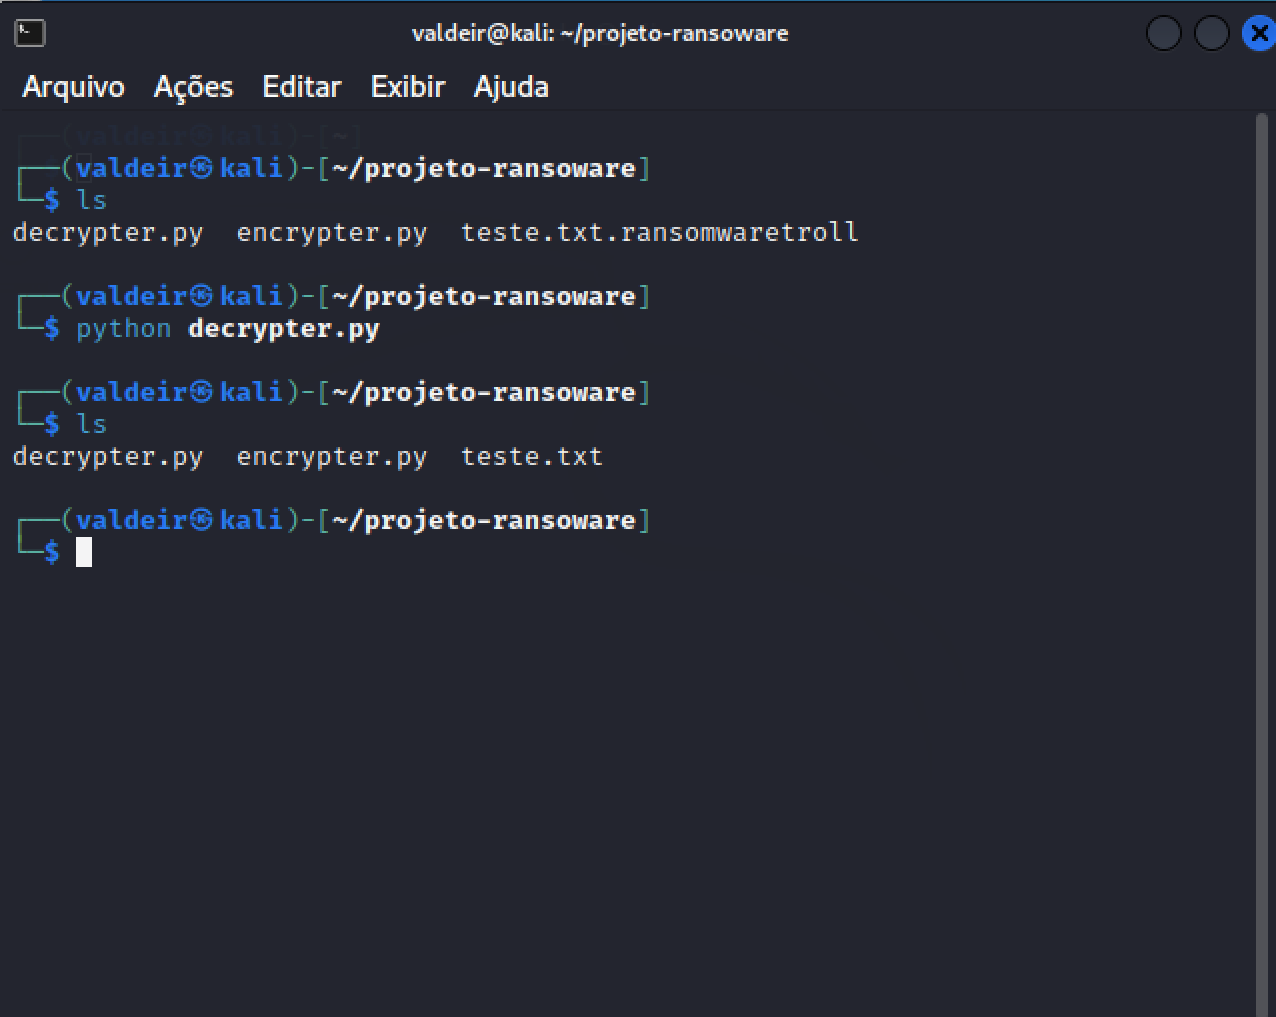 valdeir@kali: ~/projeto-ransoware
Arquivo Ações Editar Exibir Ajuda
┌──(valdeir㉿kali)-[~]
┌──(valdeir㉿kali)-[~/projeto-ransoware]
└─$ ls
decrypter.py  encrypter.py  teste.txt.ransomwaretroll
┌──(valdeir㉿kali)-[~/projeto-ransoware]
└─$ python decrypter.py
┌──(valdeir㉿kali)-[~/projeto-ransoware]
└─$ ls
decrypter.py  encrypter.py  teste.txt
┌──(valdeir㉿kali)-[~/projeto-ransoware]
└─$